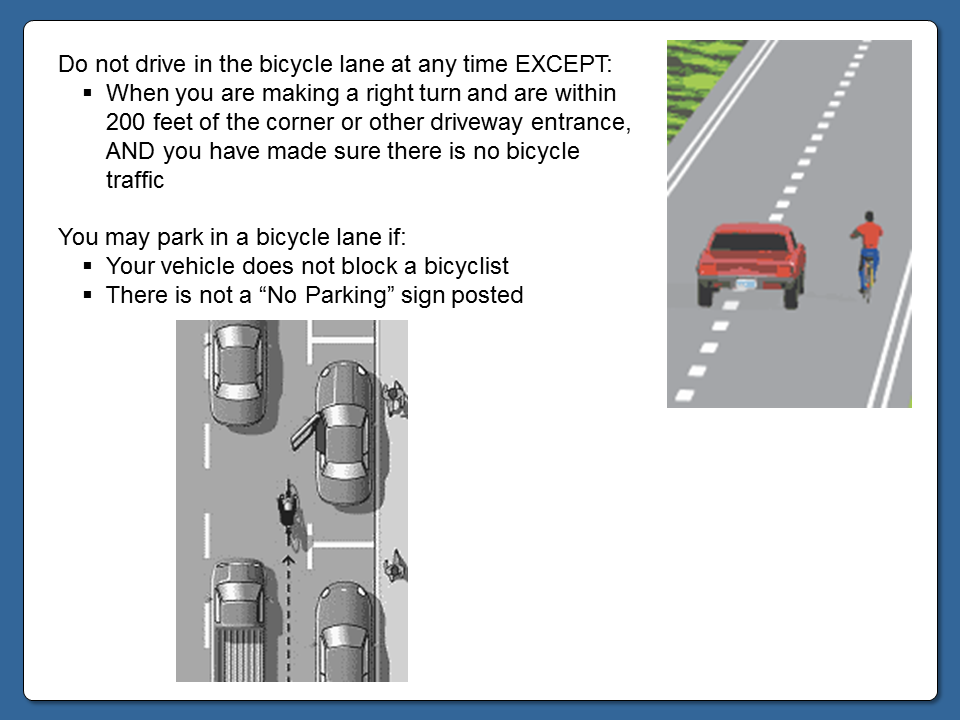 Do not drive in the bicycle lane at any time EXCEPT:
▪ When you are making a right turn and are within
200 feet of the corner or other driveway entrance,
AND you have made sure there is no bicycle
traffic
You may park in a bicycle lane if:
▪ Your vehicle does not block a bicyclist
▪ There is not a “No Parking” sign posted